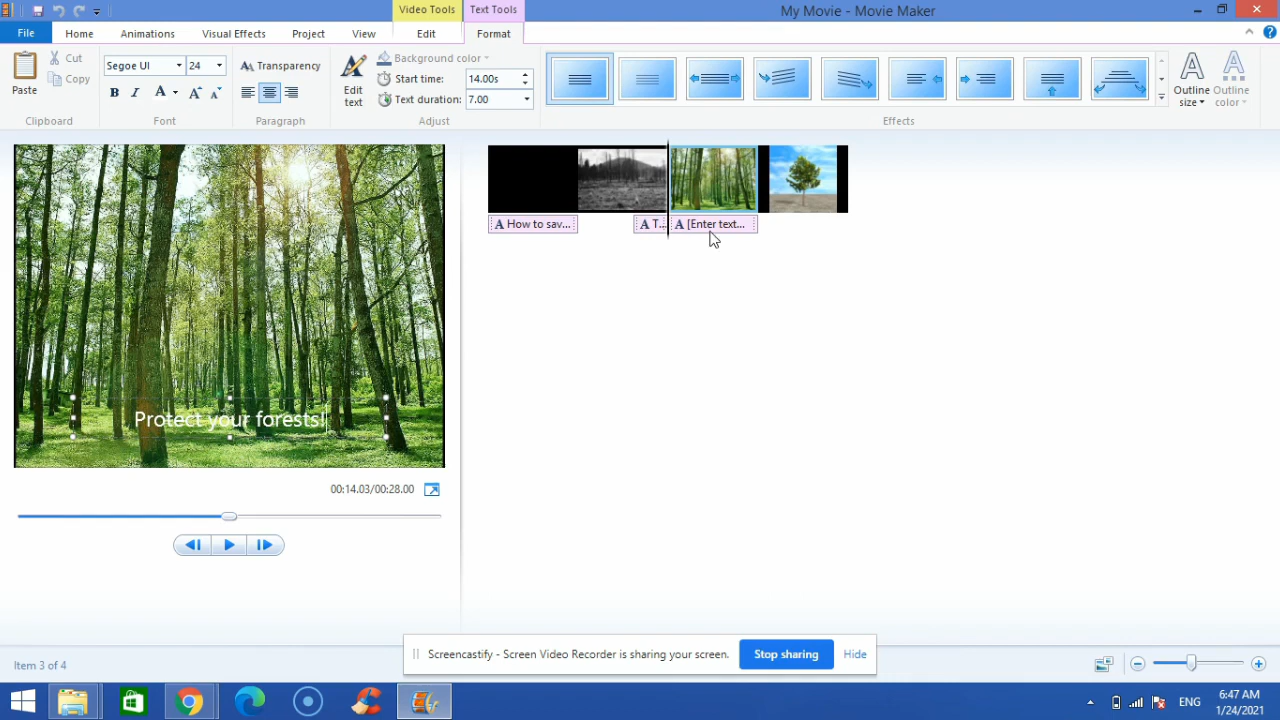 Video Tools
Text Tools
My Movie - Movie Maker
File
Home
Animations
Visual Effects
Project
View
Edit
Format
Paste
Cut
Copy
Clipboard
Segoe UI
24
B I A A A
Font
Transparency
Paragraph
Edit text
Background color
Start time: 14.00s
Text duration: 7.00
Adjust
Effects
Outline size
Outline color
A How to sav...
A T...
A [Enter text...
Protect your forests!
00:14.03/00:28.00
Screencastify - Screen Video Recorder is sharing your screen.
Stop sharing
Hide
Item 3 of 4
ENG
6:47 AM
1/24/2021